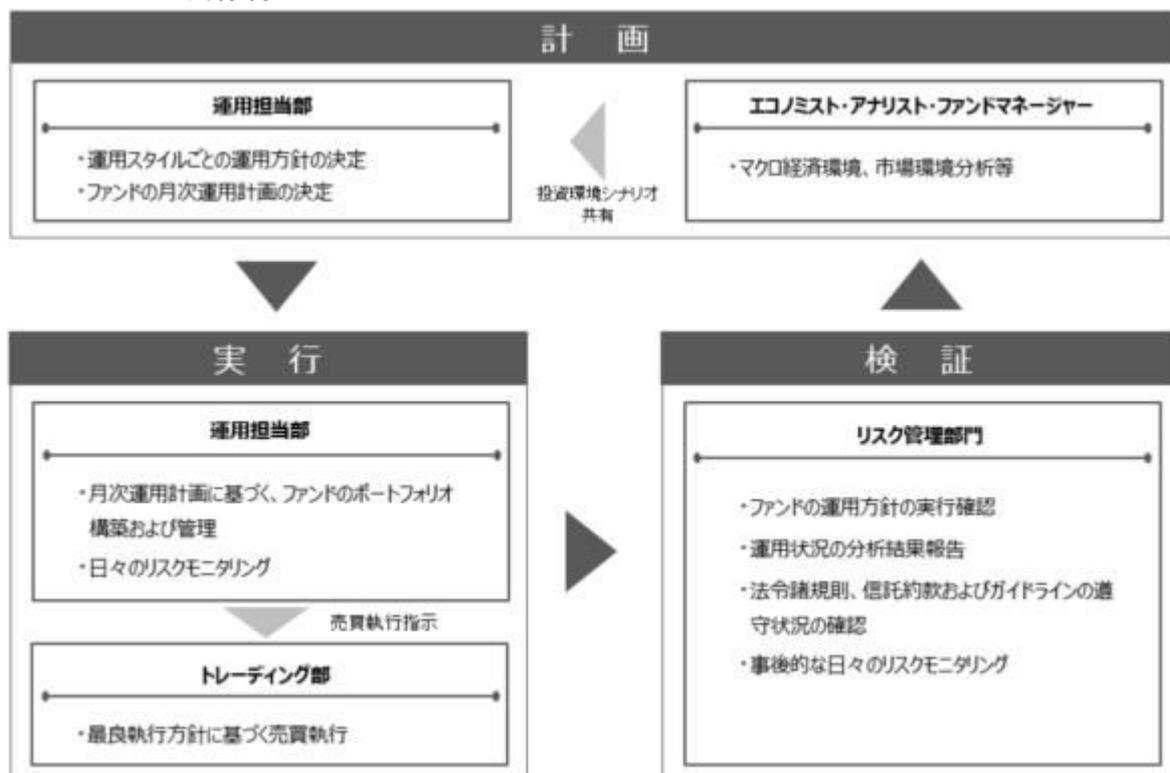 計 画
運用担当部
・運用スタイルごとの運用方針の決定
・ファンドの月次運用計画の決定
投資環境シナリオ
共有
エコノミスト・アナリスト・ファンドマネージャー
・マクロ経済環境、市場環境分析等
実 行
運用担当部
・月次運用計画に基づく、ファンドのポートフォリオ
構築および管理
・日々のリスクモニタリング
売買執行指示
トレーディング部
・最良執行方針に基づく売買執行
検 証
リスク管理部門
・ファンドの運用方針の実行確認
・運用状況の分析結果報告
・法令諸規則、信託約款およびガイドラインの遵
守状況の確認
・事後的な日々のリスクモニタリング